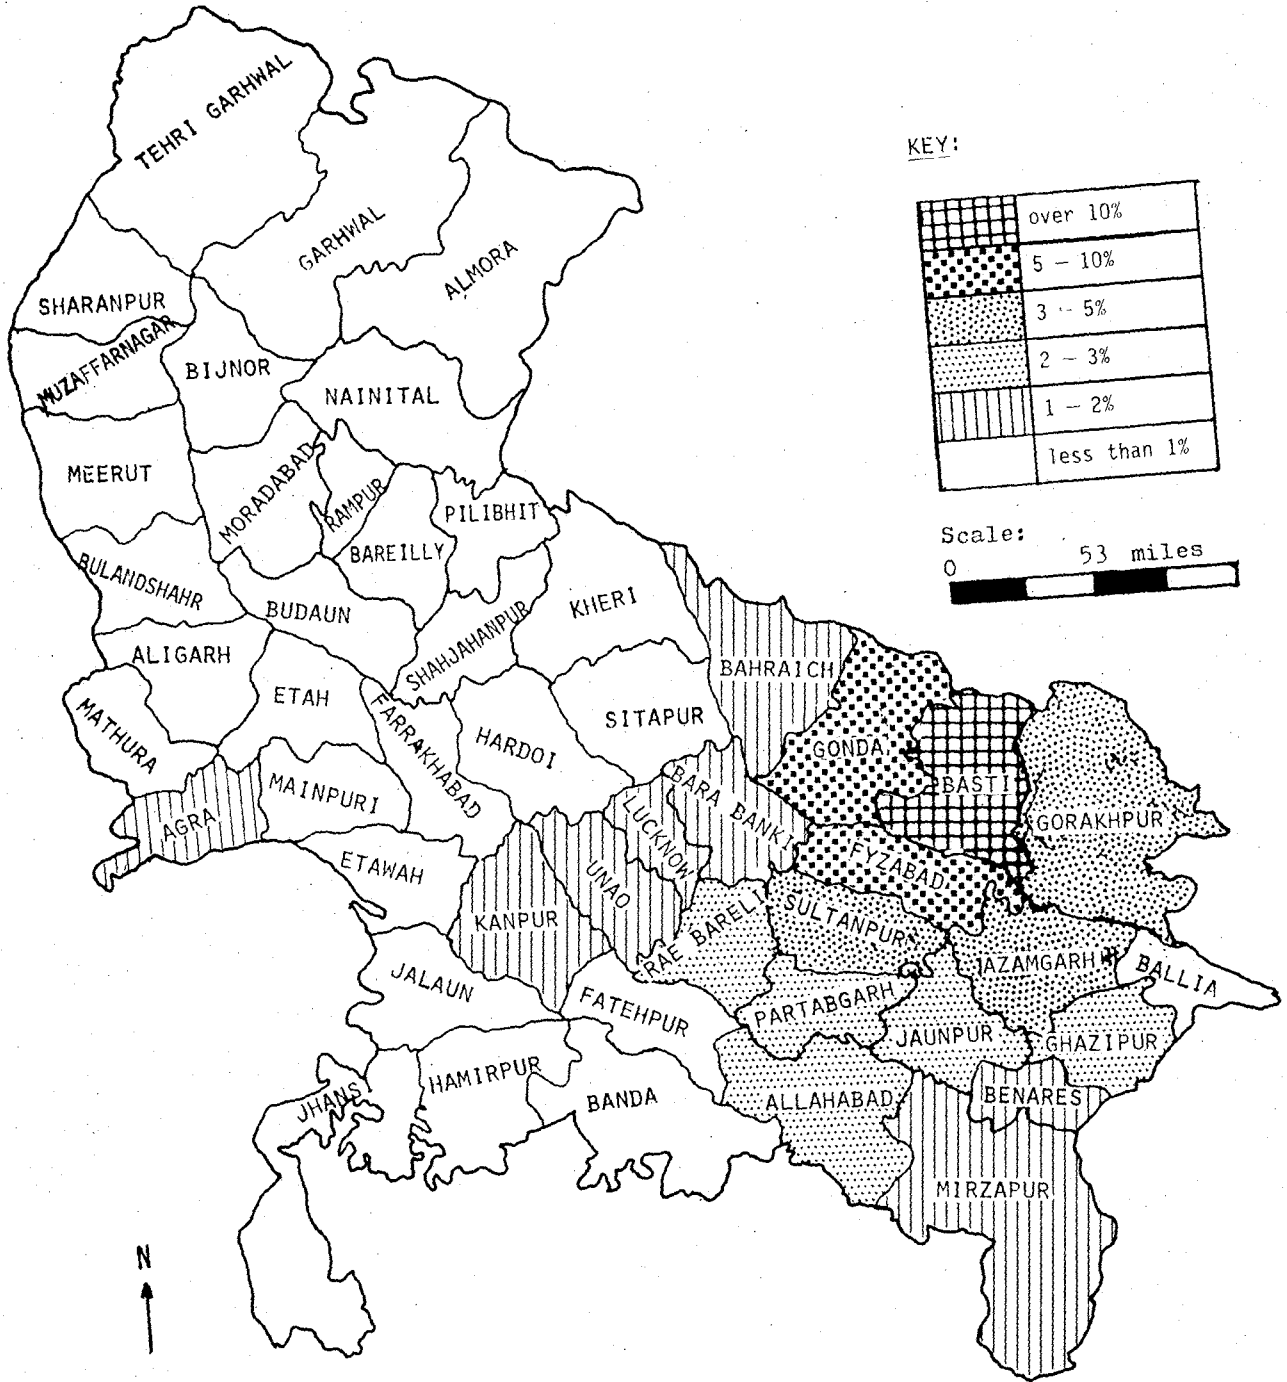 TEHRI GARHWAL
GARHWAL
ALMORA
SHARANPUR
MUZAFFARNAGAR
BIJNOR
NAINITAL
MEERUT
MORADABAD
RAMPUR
BAREILLY
PILIBHIT
BULANDSHAHR
BUDAUN
SHAHJAHANPUR
KHERI
ALIGARH
ETAH
FARRAKHABAD
HARDOI
SITAPUR
BAHRAICH
MATHURA
AGRA
MAINPURI
ETAWAH
KANPUR
UNAO
LUCKNOW
BARA BANKI
GONDA
BASTI
GORAKHPUR
FYZABAD
RAE BARELI
SULTANPUR
AZAMGARH
BALLIA
JALAUN
FATEHPUR
PARTABGARH
JAUNPUR
GHAZIPUR
JHANS
HAMIRPUR
BANDA
ALLAHABAD
BENARES
MIRZAPUR
KEY:
over 10%
5 - 10%
3 - 5%
2 - 3%
1 - 2%
less than 1%
Scale:
0 53 miles
N